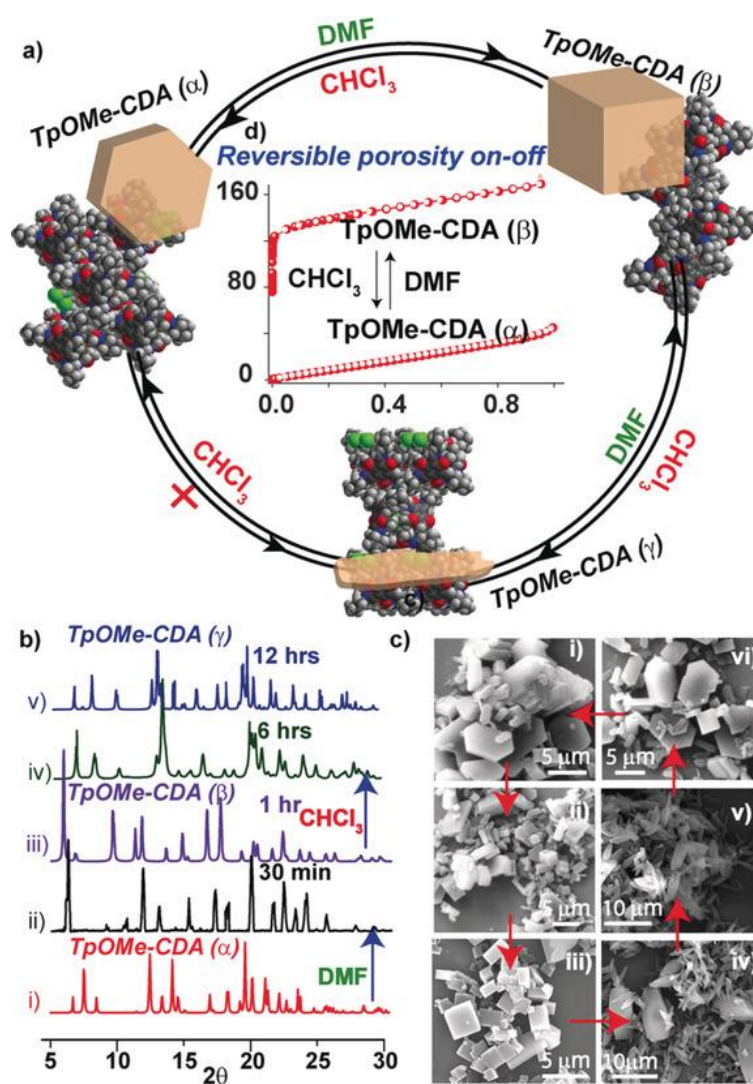 a)
DMF
CHCl3
TpOMe-CDA (α)
TpOMe-CDA (β)
d)
Reversible porosity on-off
160
80
0
TpOMe-CDA (β)
CHCl3
DMF
TpOMe-CDA (α)
0.0 0.4 0.8
CHCl3
DMF
CHCl3
TpOMe-CDA (γ)
c)
b)
TpOMe-CDA (γ)
12 hrs
v)
6 hrs
iv)
TpOMe-CDA (β)
1 hr
CHCl3
iii)
30 min
ii)
TpOMe-CDA (α)
DMF
i)
5 10 15 20 25 30
2θ
c)
i)
5 µm
vi)
5 µm
ii)
5 µm
v)
10 µm
iii)
5 µm
iv)
10µm